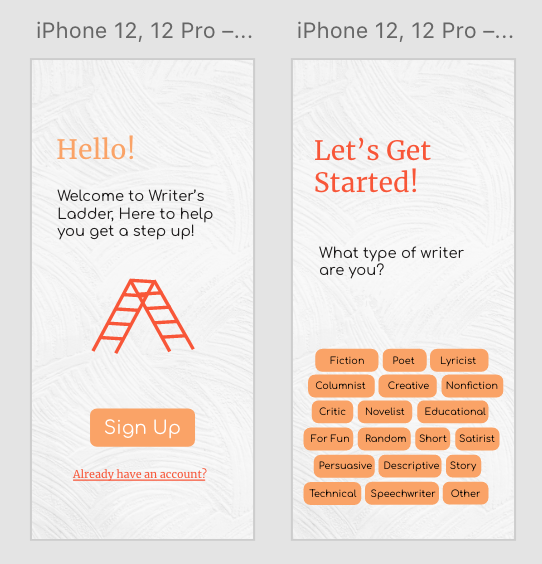 iPhone 12, 12 Pro –...
Hello!
Welcome to Writer's
Ladder, Here to help
you get a step up!
Sign Up
Already have an account?
iPhone 12, 12 Pro –...
Let's Get
Started!
What type of writer
are you?
Fiction Poet Lyricist
Columnist Creative Nonfiction
Critic Novelist Educational
For Fun Random Short Satirist
Persuasive Descriptive Story
Technical Speechwriter Other